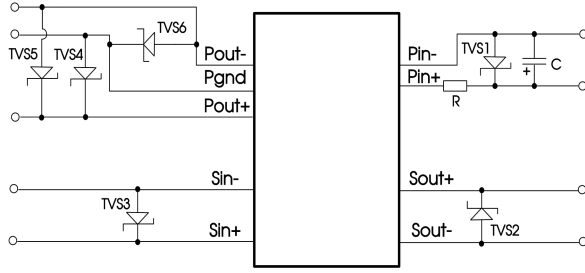 TVS6
TVS5 TVS4
Pout-
Pgnd
Pout+
Pin-
Pin+
TVS1
+ C
R
Sin-
TVS3
Sin+
Sout+
Sout-
TVS2